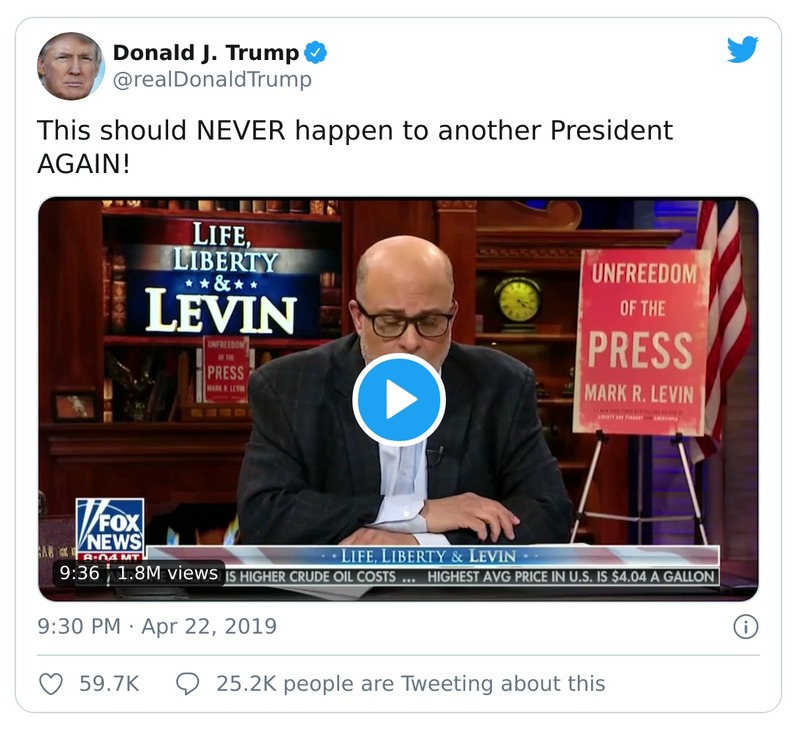 Donald J. Trump
@realDonaldTrump
This should NEVER happen to another President
AGAIN!
LIFE,
LIBERTY
&
LEVIN
UNFREEDOM
OF THE
PRESS
MARK R. LEVIN
UNFREEDOM
OF THE
PRESS
MARK R. LEVIN
FOX
NEWS
8:04 MT
LIFE, LIBERTY & LEVIN
9:36 | 1.8M views
IS HIGHER CRUDE OIL COSTS ... HIGHEST AVG PRICE IN U.S. IS $4.04 A GALLON
9:30 PM · Apr 22, 2019
59.7K
25.2K people are Tweeting about this